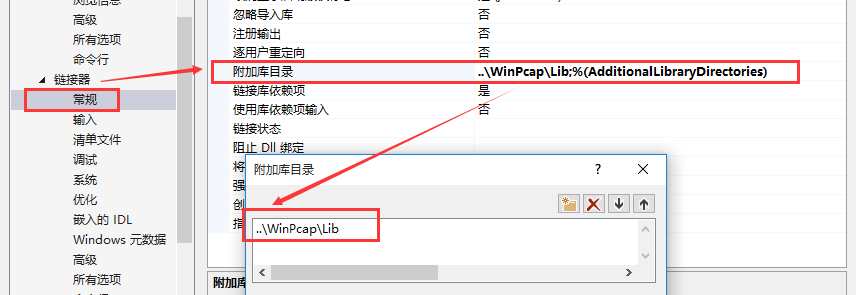 浏览信息
高级
所有选项
命令行
链接器
常规
输入
清单文件
调试
系统
优化
嵌入的 IDL
Windows 元数据
高级
所有选项
忽略导入库 否
注册输出 否
逐用户重定向 否
附加库目录 ..\WinPcap\Lib;%(AdditionalLibraryDirectories)
链接库依赖项 是
使用库依赖项输入 否
链接状态
阻止 Dll 绑定
将
强
创
指
附加库目录 ? ×
..\WinPcap\Lib
附加库